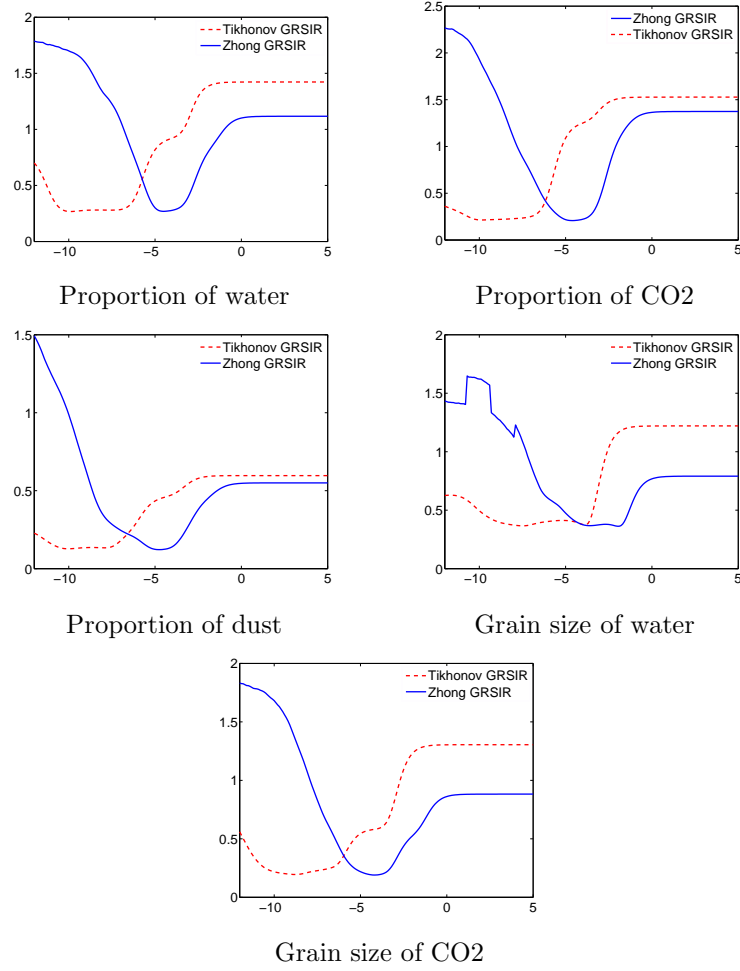 2
1.5
1
0.5
0
−10 −5 0 5
Tikhonov GRSIR
Zhong GRSIR
Proportion of water
2.5
2
1.5
1
0.5
0
−10 −5 0 5
Zhong GRSIR
Tikhonov GRSIR
Proportion of CO2
1.5
1
0.5
0
−10 −5 0 5
Tikhonov GRSIR
Zhong GRSIR
Proportion of dust
2
1.5
1
0.5
0
−10 −5 0 5
Tikhonov GRSIR
Zhong GRSIR
Grain size of water
2
1.5
1
0.5
0
−10 −5 0 5
Tikhonov GRSIR
Zhong GRSIR
Grain size of CO2